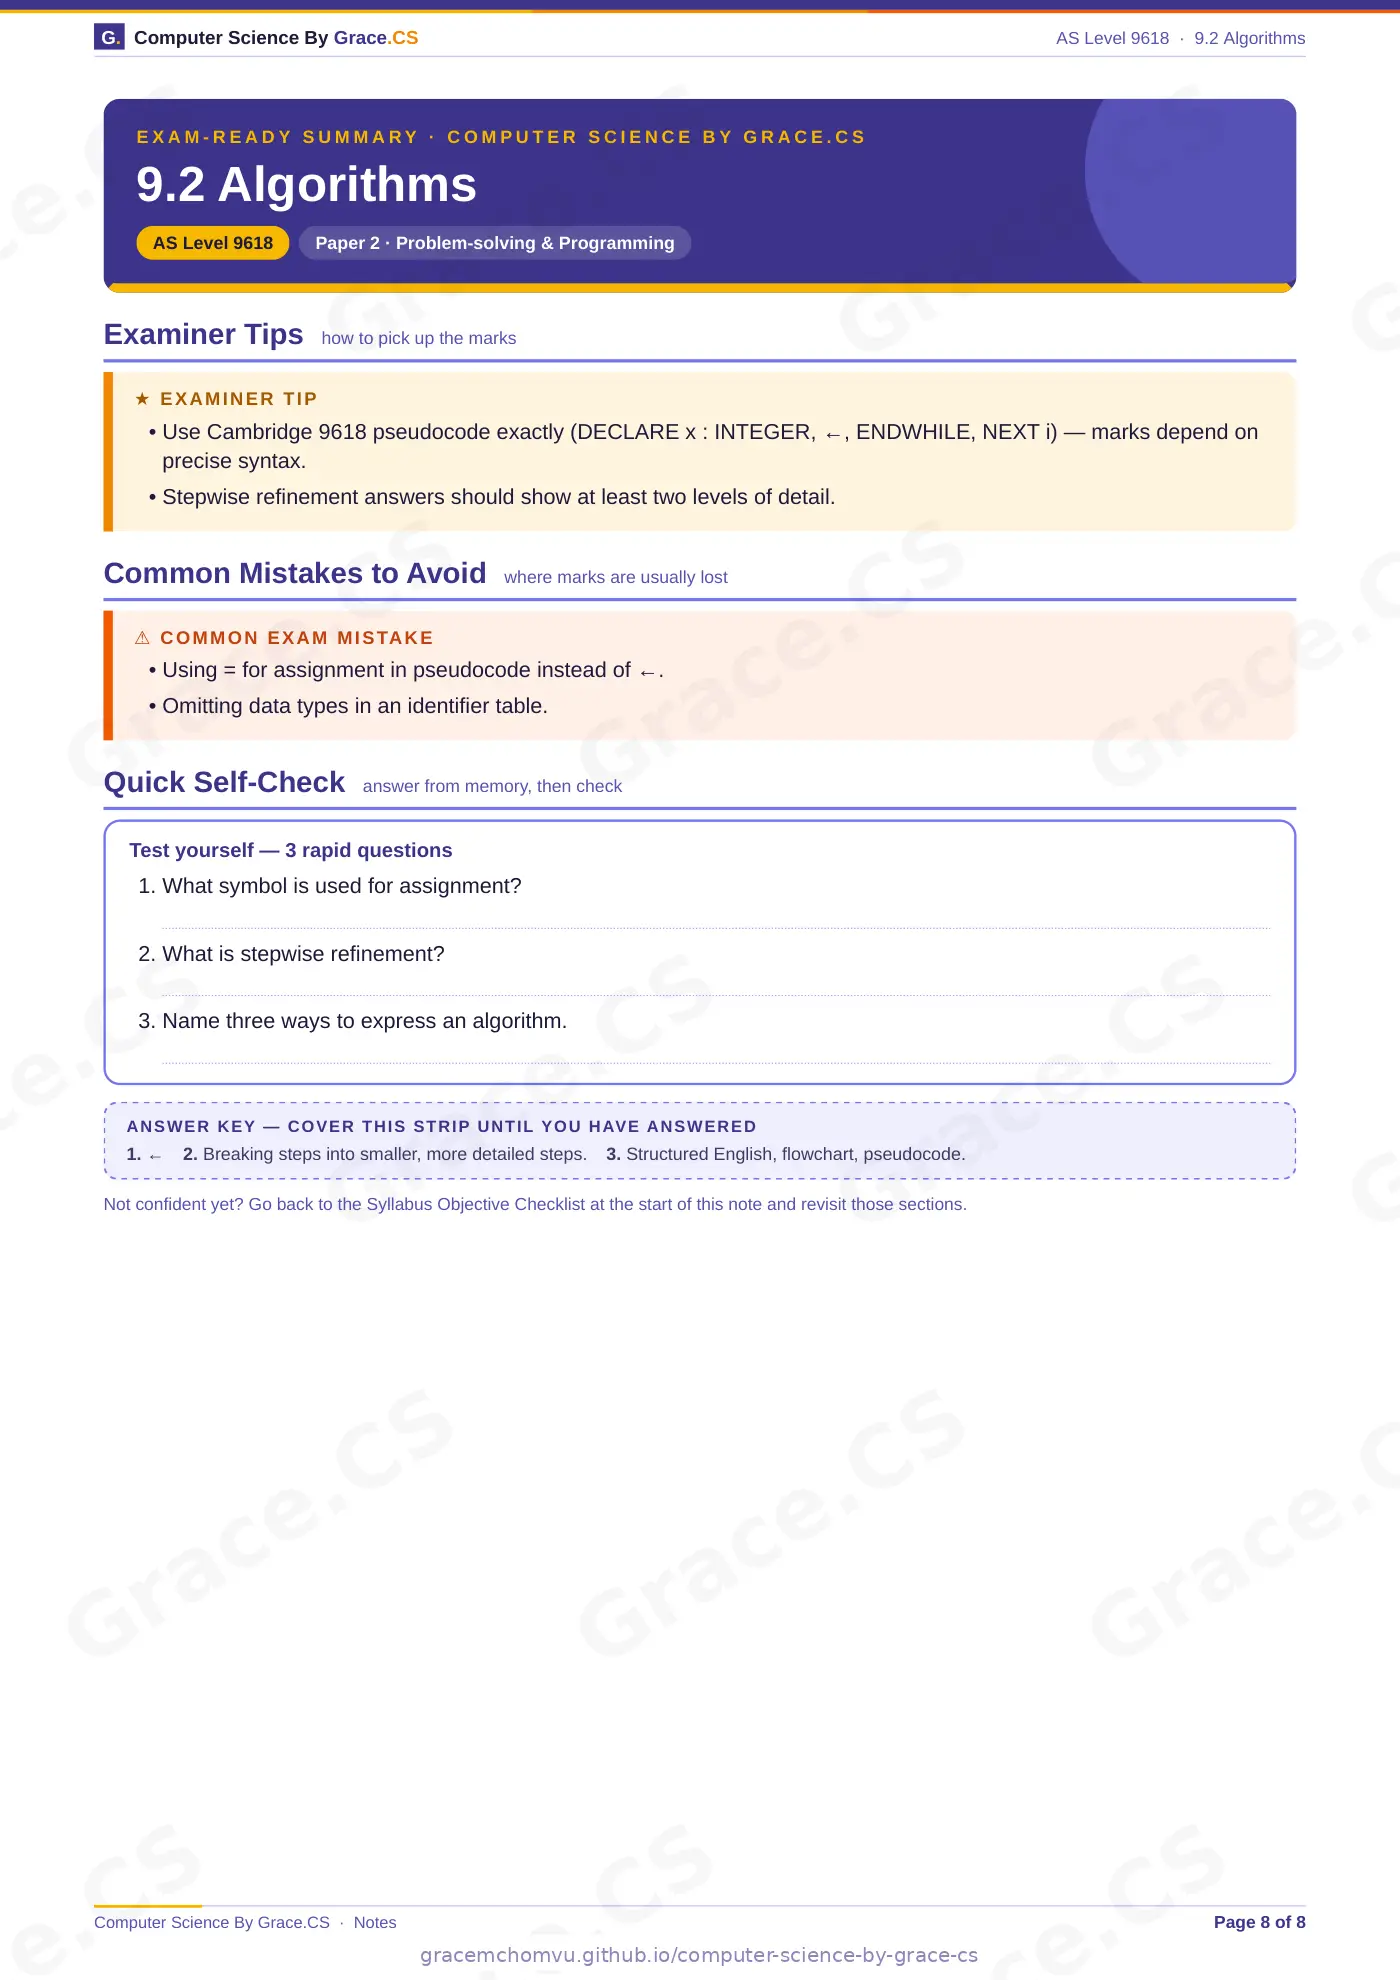 G. Computer Science By Grace.CS
AS Level 9618 · 9.2 Algorithms
EXAM-READY SUMMARY · COMPUTER SCIENCE BY GRACE.CS
9.2 Algorithms
AS Level 9618 Paper 2 · Problem-solving & Programming
Examiner Tips how to pick up the marks
★ EXAMINER TIP
• Use Cambridge 9618 pseudocode exactly (DECLARE x : INTEGER, ←, ENDWHILE, NEXT i) — marks depend on
precise syntax.
• Stepwise refinement answers should show at least two levels of detail.
Common Mistakes to Avoid where marks are usually lost
⚠ COMMON EXAM MISTAKE
• Using = for assignment in pseudocode instead of ←.
• Omitting data types in an identifier table.
Quick Self-Check answer from memory, then check
Test yourself — 3 rapid questions
1. What symbol is used for assignment?
2. What is stepwise refinement?
3. Name three ways to express an algorithm.
ANSWER KEY — COVER THIS STRIP UNTIL YOU HAVE ANSWERED
1. ← 2. Breaking steps into smaller, more detailed steps. 3. Structured English, flowchart, pseudocode.
Not confident yet? Go back to the Syllabus Objective Checklist at the start of this note and revisit those sections.
Computer Science By Grace.CS · Notes
Page 8 of 8
gracemchomvu.github.io/computer-science-by-grace-cs